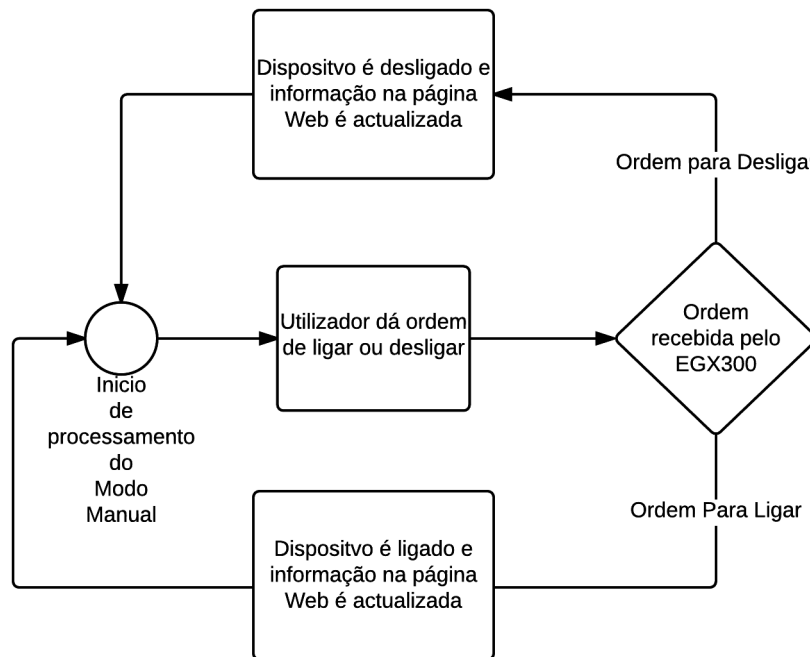 Dispositvo é desligado e
informação na página
Web é actualizada
Ordem para Desliga
Utilizador dá ordem
de ligar ou desligar
Ordem
recebida pelo
EGX300
Inicio
de
processamento
do
Modo
Manual
Ordem Para Ligar
Dispositvo é ligado e
informação na página
Web é actualizada